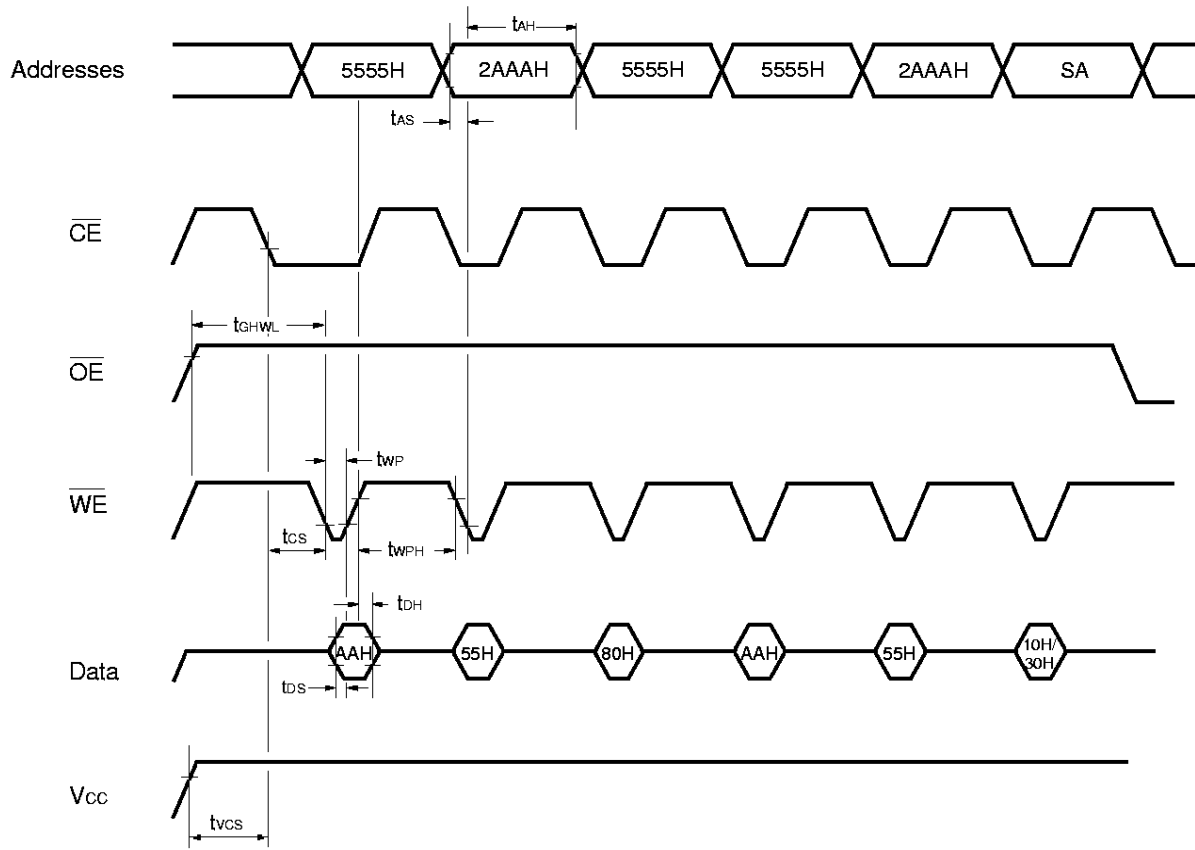 tAH
Addresses 5555H 2AAAH 5555H 5555H 2AAAH SA
tAS
CE
tGHWL
OE
tWP
WE
tCS tWPH
tDH
Data AAH 55H 80H AAH 55H 10H/
30H
tDS
Vcc
tVCS